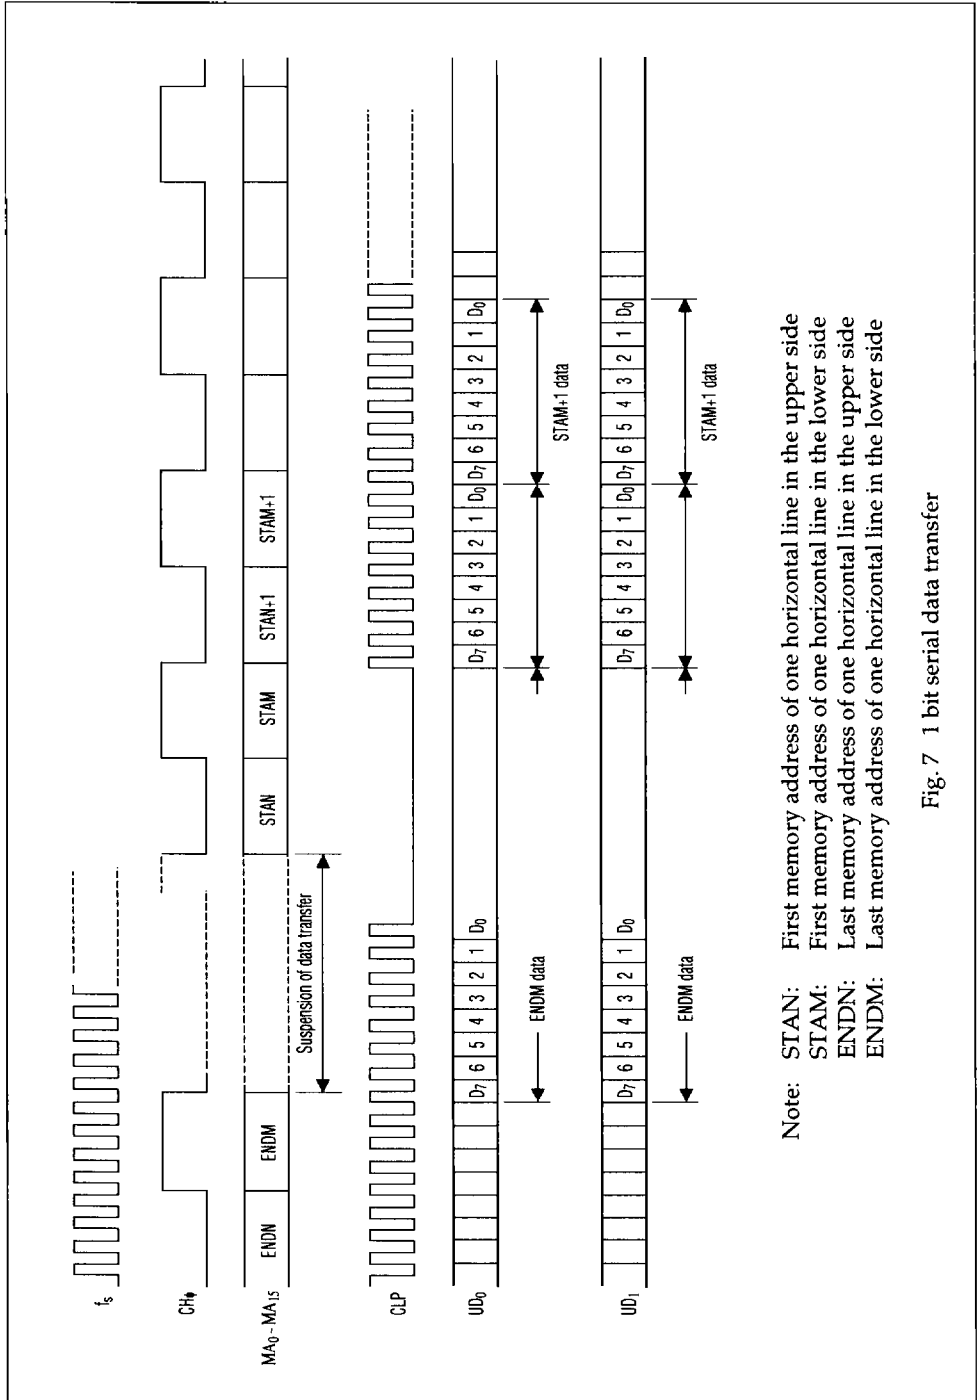 fs
CHφ
MA0~MA15 ENDN ENDM STAN STAM STAN+1 STAM+1
Suspension of data transfer
CLP
UD0 D7 6 5 4 3 2 1 D0 D7 6 5 4 3 2 1 D0 D7 6 5 4 3 2 1 D0
ENDM data STAM+1 data
UD1 D7 6 5 4 3 2 1 D0 D7 6 5 4 3 2 1 D0 D7 6 5 4 3 2 1 D0
ENDM data STAM+1 data
Note: STAN: First memory address of one horizontal line in the upper side
STAM: First memory address of one horizontal line in the lower side
ENDN: Last memory address of one horizontal line in the upper side
ENDM: Last memory address of one horizontal line in the lower side
Fig. 7 1 bit serial data transfer